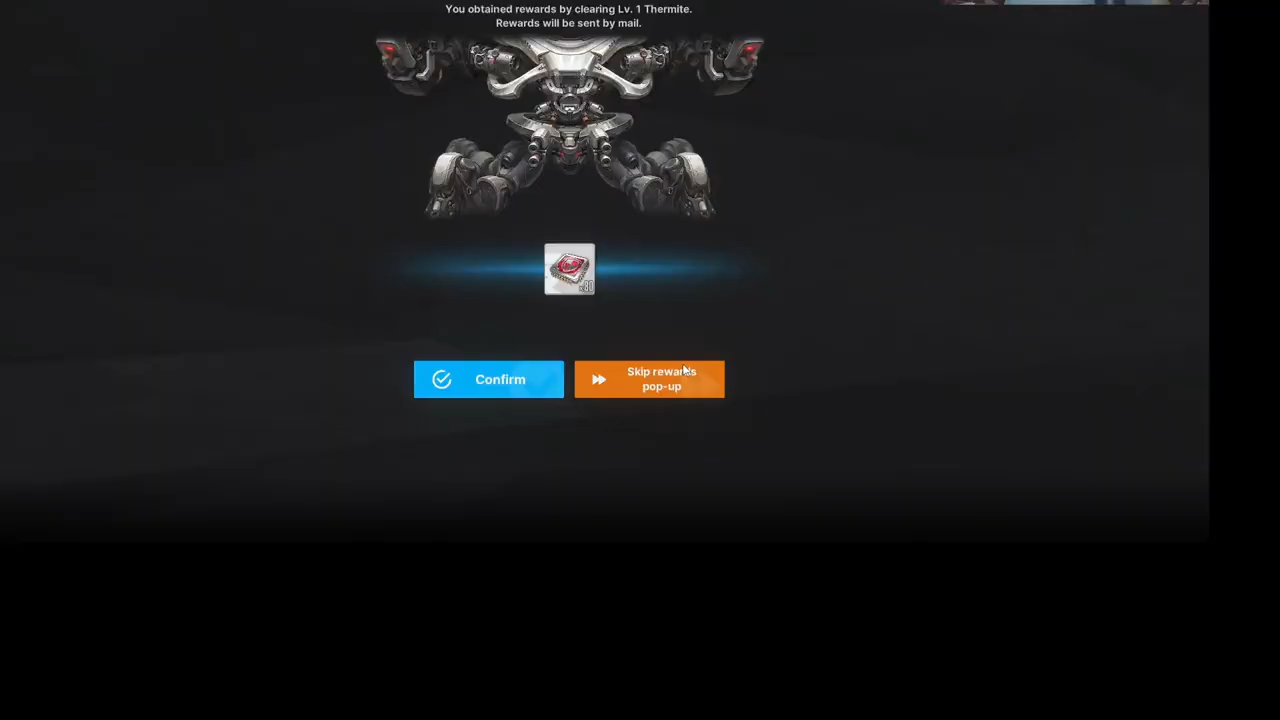 You obtained rewards by clearing Lv. 1 Thermite.
Rewards will be sent by mail.
x80
Confirm
Skip rewards
pop-up